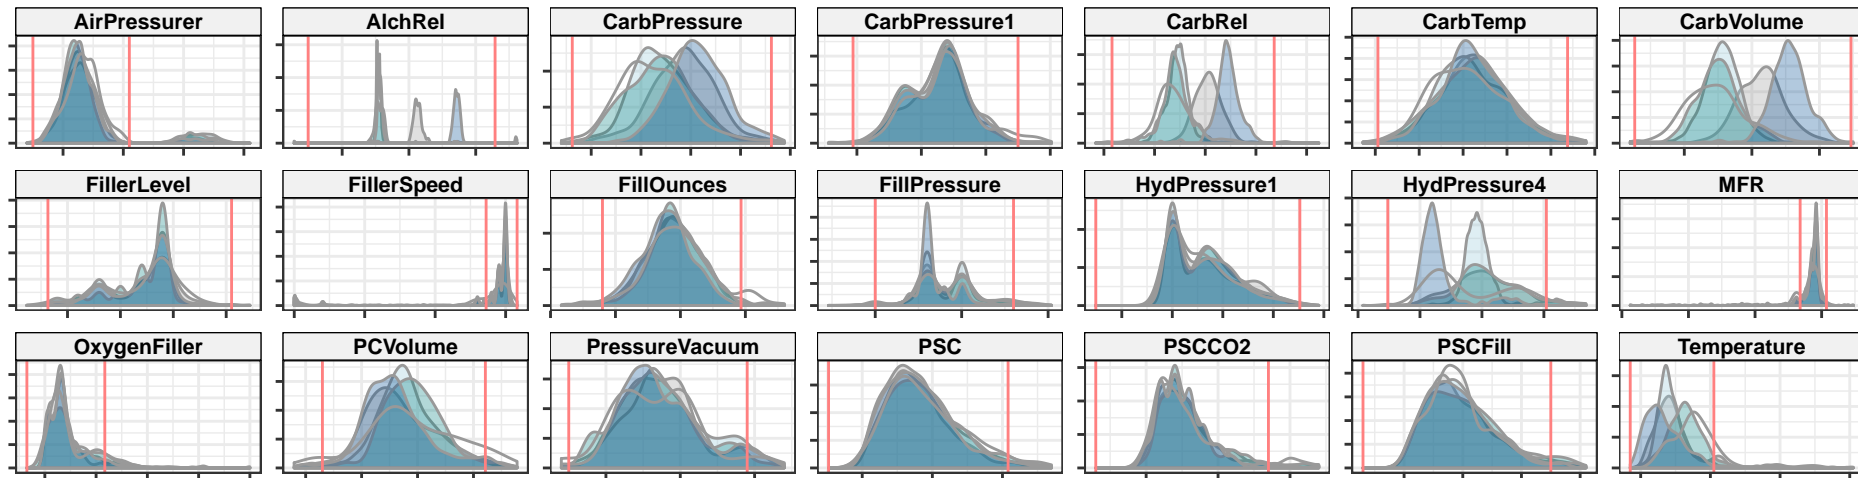 AirPressurer
AlchRel
CarbPressure
CarbPressure1
CarbRel
CarbTemp
CarbVolume
FillerLevel
FillerSpeed
FillOunces
FillPressure
HydPressure1
HydPressure4
MFR
OxygenFiller
PCVolume
PressureVacuum
PSC
PSCCO2
PSCFill
Temperature